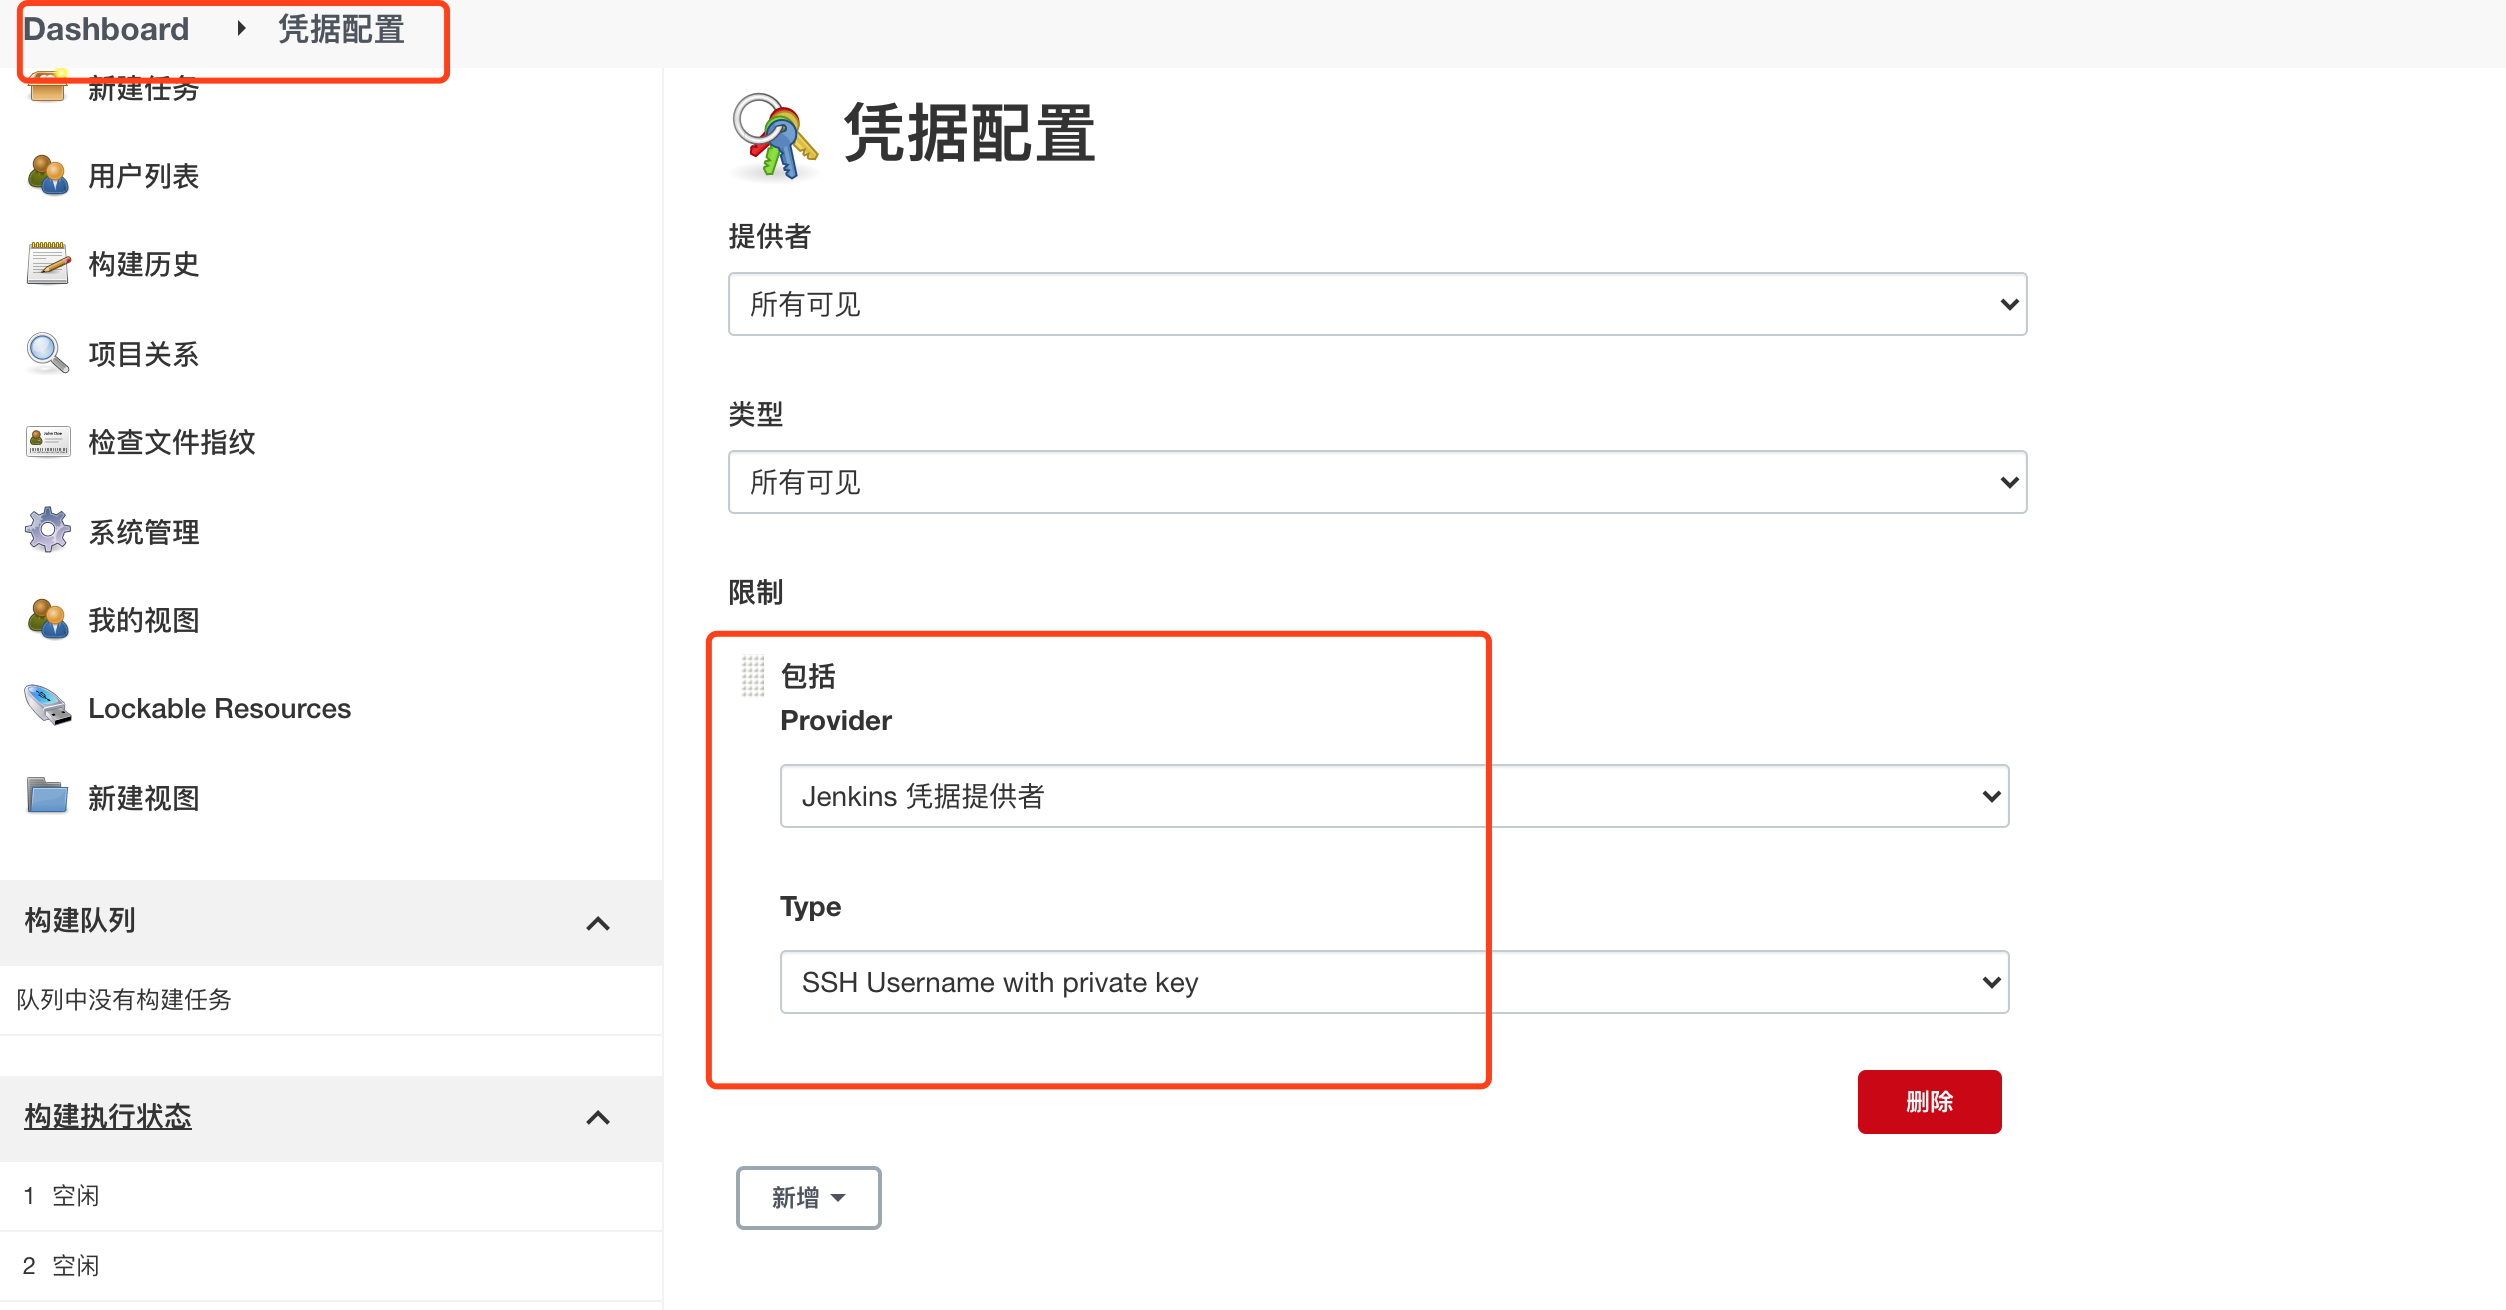 Dashboard 凭据配置
新建任务
用户列表
构建历史
项目关系
检查文件指纹
系统管理
我的视图
Lockable Resources
新建视图
构建队列
队列中没有构建任务
构建执行状态
1 空闲
2 空闲
凭据配置
提供者
所有可见
类型
所有可见
限制
包括
Provider
Jenkins 凭据提供者
Type
SSH Username with private key
删除
新增